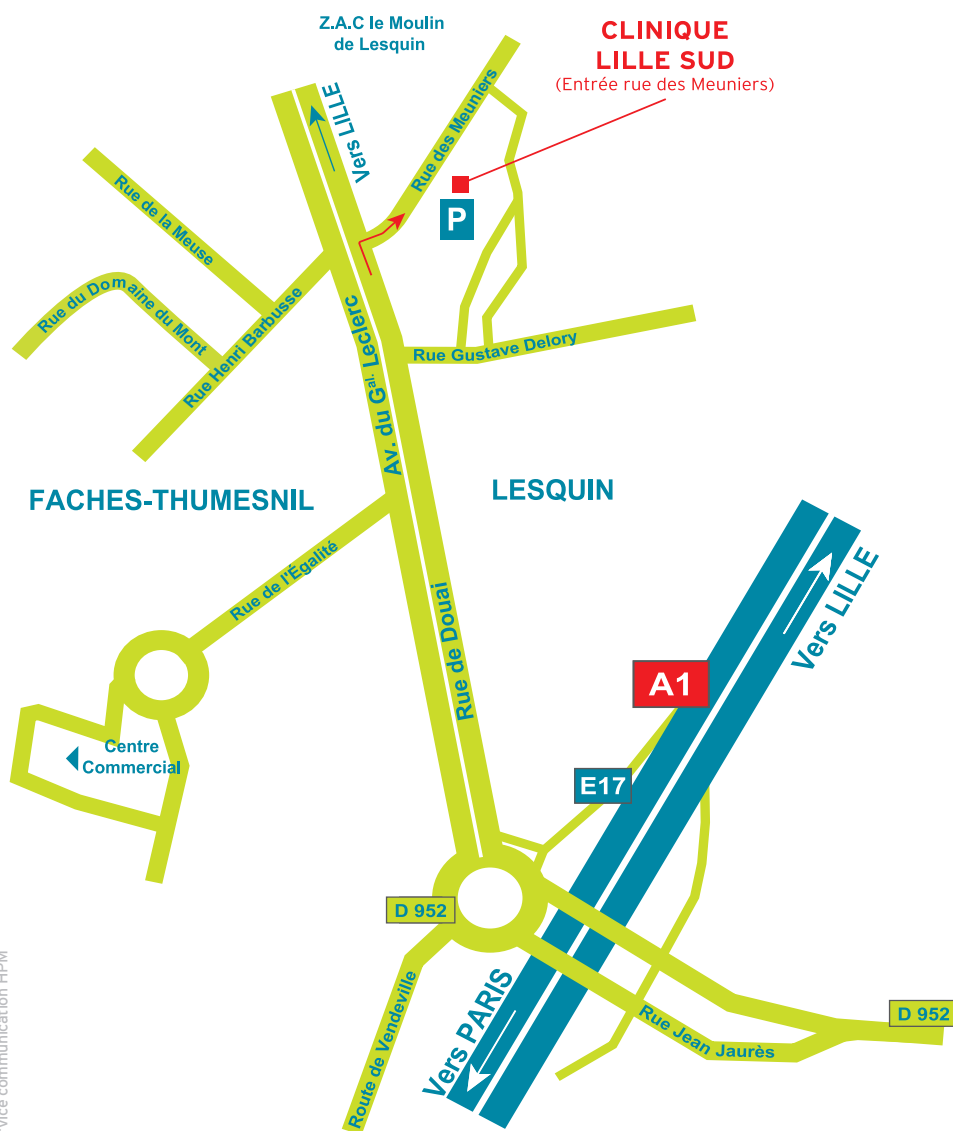 Z.A.C le Moulin
de Lesquin
CLINIQUE
LILLE SUD
(Entrée rue des Meuniers)
Vers LILLE
Rue des Meuniers
P
Rue de la Meuse
Rue du Domaine du Mont
Rue Henri Barbusse
Av. du Gal. Leclerc
Rue Gustave Delory
FACHES-THUMESNIL
LESQUIN
Rue de l'Égalité
Rue de Douai
Vers LILLE
A1
E17
Centre
Commercial
D 952
Route de Vendeville
Vers PARIS
Rue Jean Jaurès
D 952
communication HPM